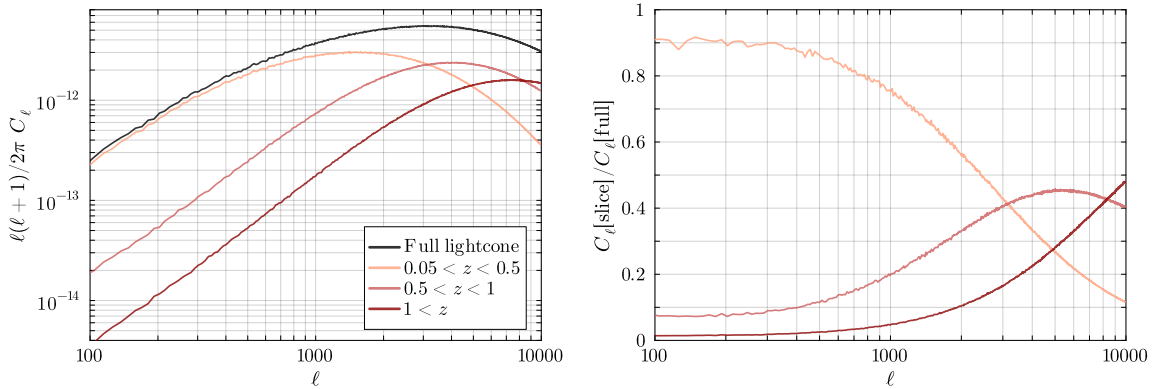 ℓ(ℓ + 1)/2π C_ℓ
10^{-12}
10^{-13}
10^{-14}
Full lightcone
0.05 < z < 0.5
0.5 < z < 1
1 < z
100
1000
10000
ℓ
C_ℓ[slice]/C_ℓ[full]
1
0.8
0.6
0.4
0.2
0
100
1000
10000
ℓ